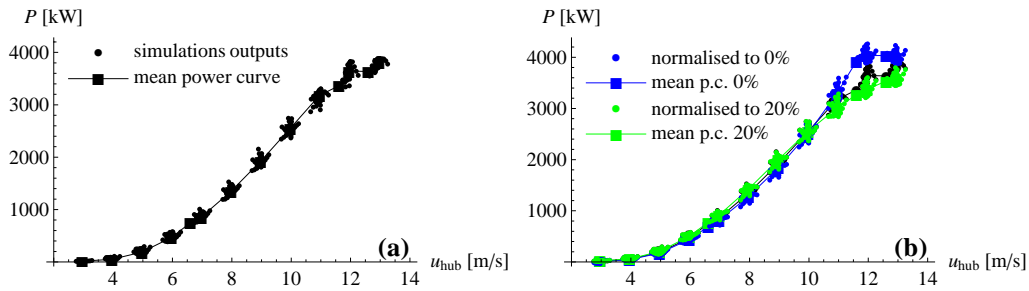 P [kW]
simulations outputs
mean power curve
4000
3000
2000
1000
2 4 6 8 10 12 14
u_hub [m/s]
(a)
P [kW]
normalised to 0%
mean p.c. 0%
normalised to 20%
mean p.c. 20%
4000
3000
2000
1000
2 4 6 8 10 12 14
u_hub [m/s]
(b)